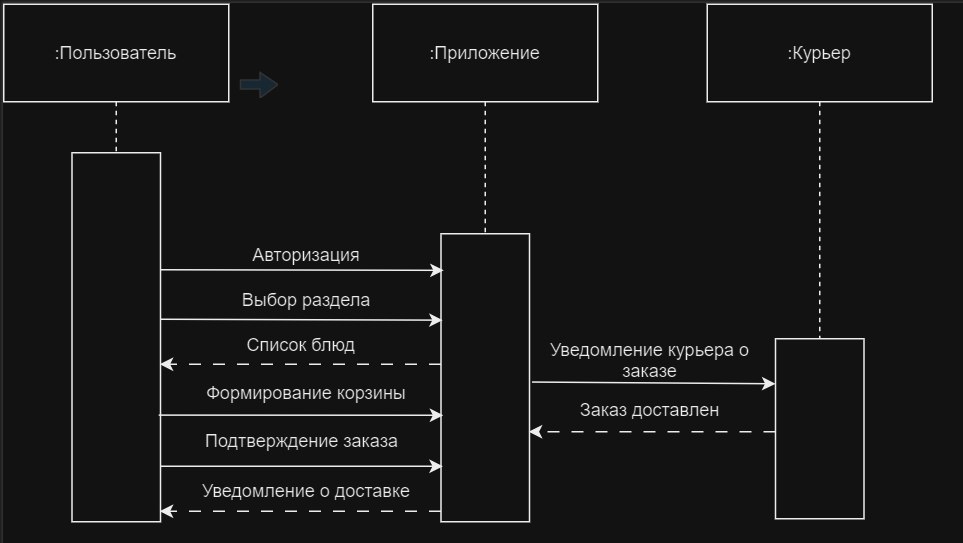 :Пользователь
:Приложение
:Курьер
Авторизация
Выбор раздела
Список блюд
Уведомление курьера о
заказе
Формирование корзины
Заказ доставлен
Подтверждение заказа
Уведомление о доставке